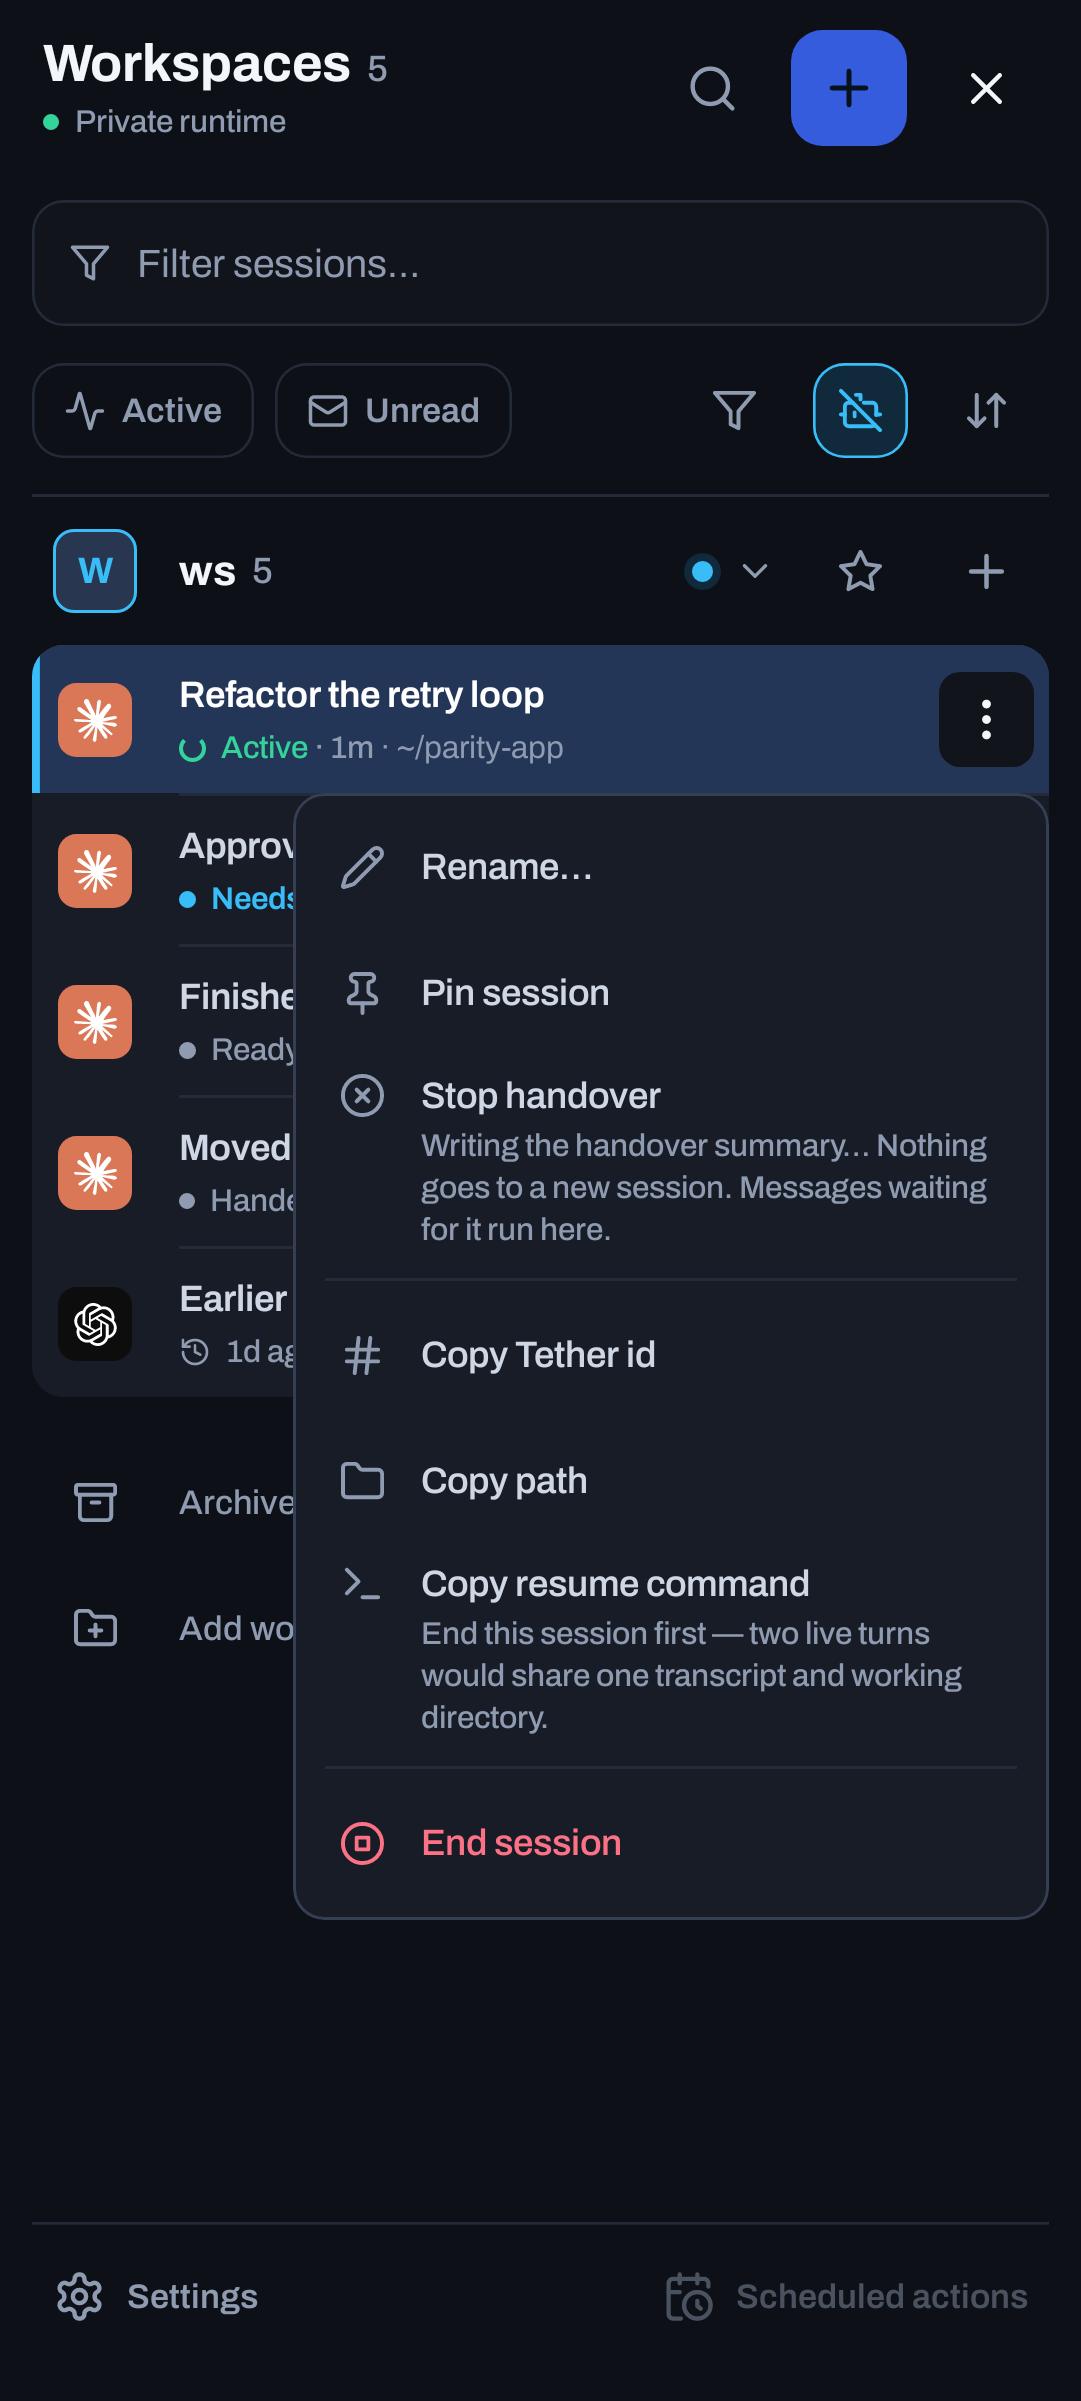 Workspaces 5
Private runtime
Filter sessions...
Active
Unread
W
ws 5
Refactor the retry loop
Active · 1m · ~/parity-app
Approv
Needs
Finishe
Ready
Moved
Hande
Earlier
1d ag
Archive
Add wo
Rename...
Pin session
Stop handover
Writing the handover summary... Nothing
goes to a new session. Messages waiting
for it run here.
Copy Tether id
Copy path
Copy resume command
End this session first — two live turns
would share one transcript and working
directory.
End session
Settings
Scheduled actions